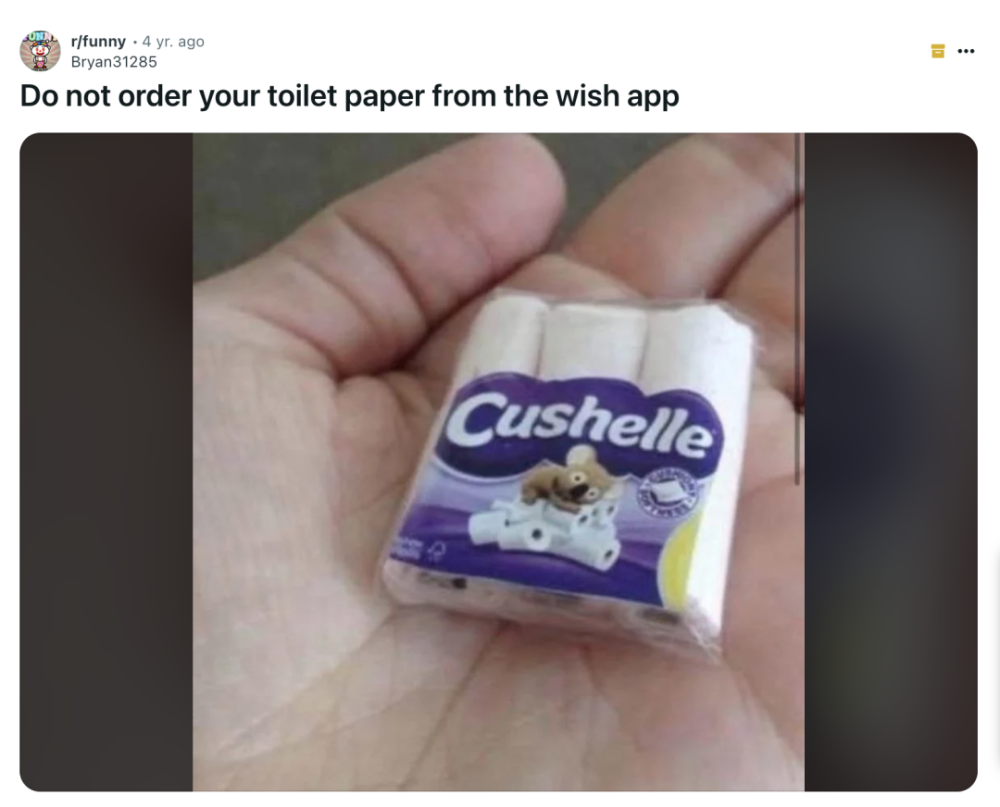 r/funny • 4 yr. ago
Bryan31285
Do not order your toilet paper from the wish app
Cushelle